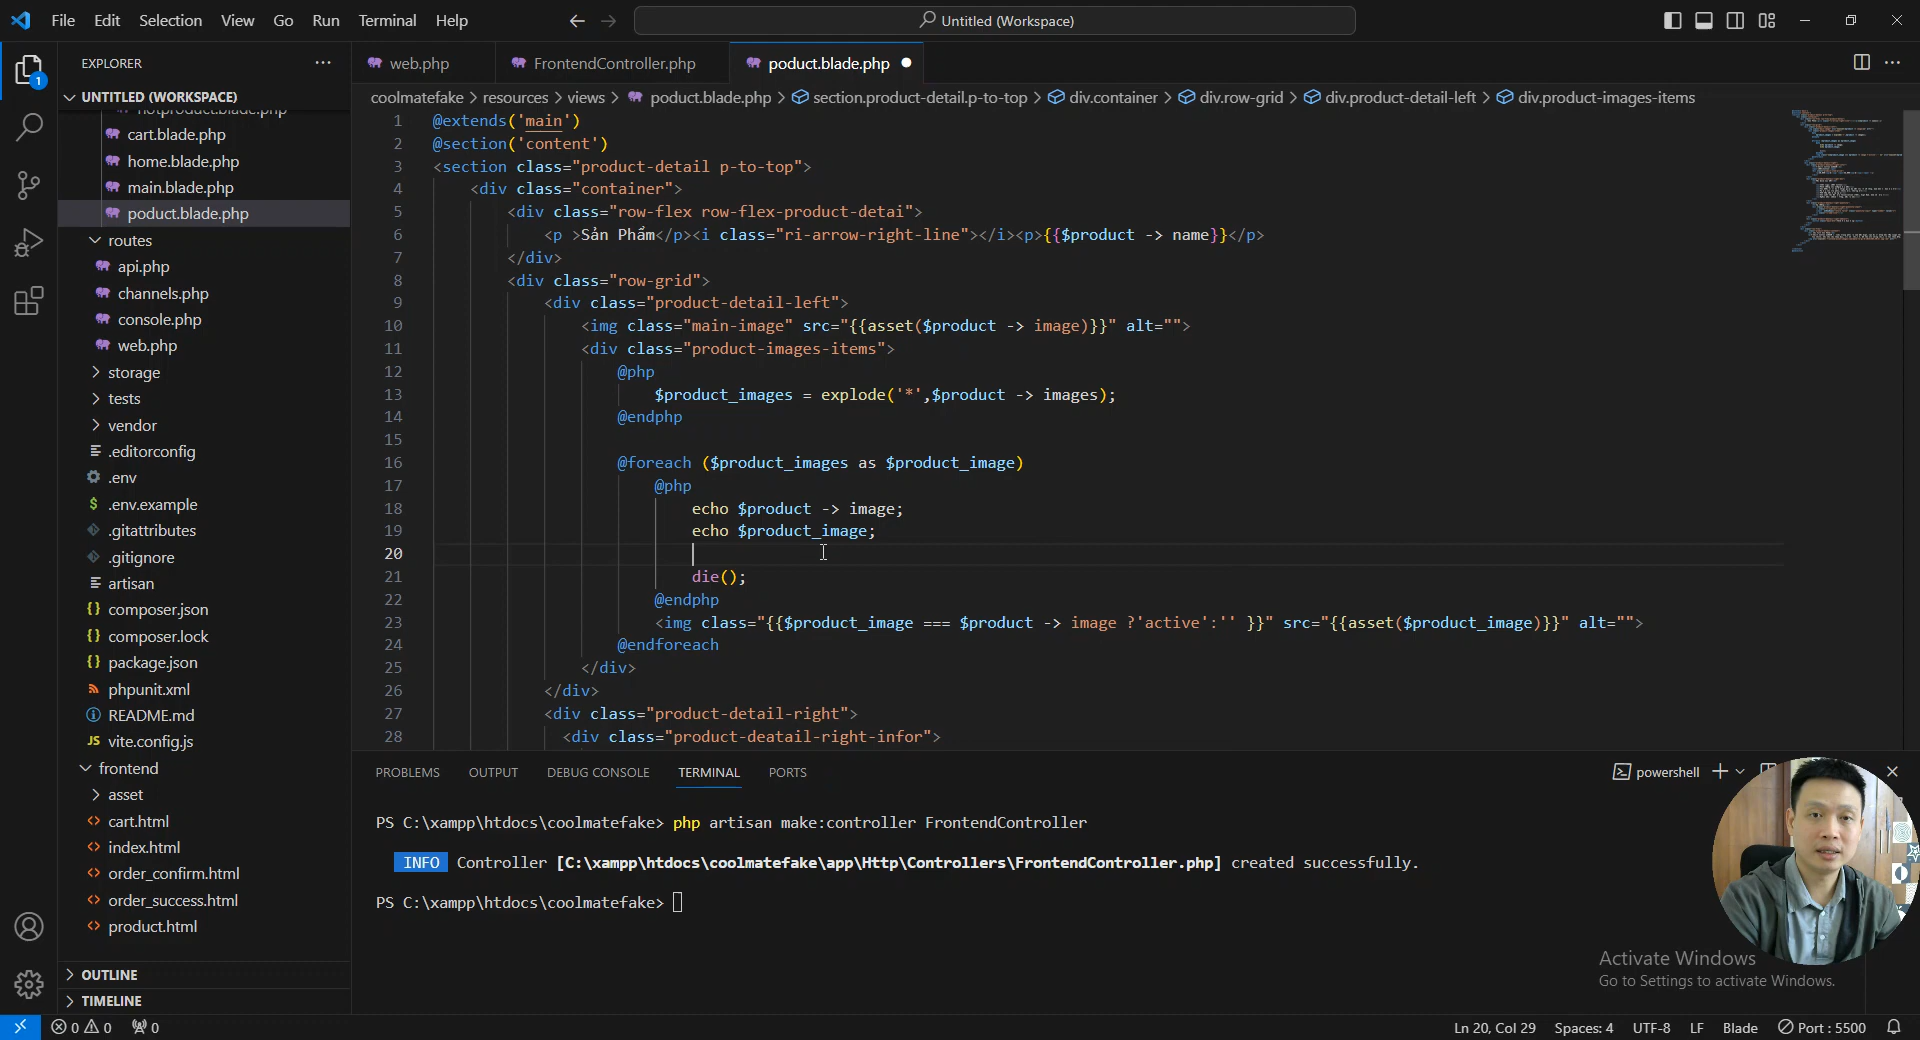 File Edit Selection View Go Run Terminal Help
Untitled (Workspace)
EXPLORER
1
UNTITLED (WORKSPACE)
hotproduct.blade.php
cart.blade.php
home.blade.php
main.blade.php
poduct.blade.php
routes
api.php
channels.php
console.php
web.php
storage
tests
vendor
.editorconfig
.env
.env.example
.gitattributes
.gitignore
artisan
composer.json
composer.lock
package.json
phpunit.xml
README.md
vite.config.js
frontend
asset
cart.html
index.html
order_confirm.html
order_success.html
product.html
OUTLINE
TIMELINE
web.php FrontendController.php poduct.blade.php
coolmatefake > resources > views > poduct.blade.php > section.product-detail.p-to-top > div.container > div.row-grid > div.product-detail-left > div.product-images-items
1 @extends('main')
2 @section('content')
3 <section class="product-detail p-to-top">
4 <div class="container">
5 <div class="row-flex row-flex-product-detai">
6 <p >Sản Phẩm</p><i class="ri-arrow-right-line"></i><p>{{$product -> name}}</p>
7 </div>
8 <div class="row-grid">
9 <div class="product-detail-left">
10 <img class="main-image" src="{{asset($product -> image)}}" alt="">
11 <div class="product-images-items">
12 @php
13 $product_images = explode('*',$product -> images);
14 @endphp
15
16 @foreach ($product_images as $product_image)
17 @php
18 echo $product -> image;
19 echo $product_image;
20
21 die();
22 @endphp
23 <img class="{{$product_image === $product -> image ?'active':'' }}" src="{{asset($product_image)}}" alt="">
24 @endforeach
25 </div>
26 </div>
27 <div class="product-detail-right">
28 <div class="product-deatail-right-infor">
PROBLEMS OUTPUT DEBUG CONSOLE TERMINAL PORTS
powershell
PS C:\xampp\htdocs\coolmatefake> php artisan make:controller FrontendController
INFO Controller [C:\xampp\htdocs\coolmatefake\app\Http\Controllers\FrontendController.php] created successfully.
PS C:\xampp\htdocs\coolmatefake>
Activate Windows
Go to Settings to activate Windows.
0 0 0
Ln 20, Col 29 Spaces: 4 UTF-8 LF Blade Port : 5500